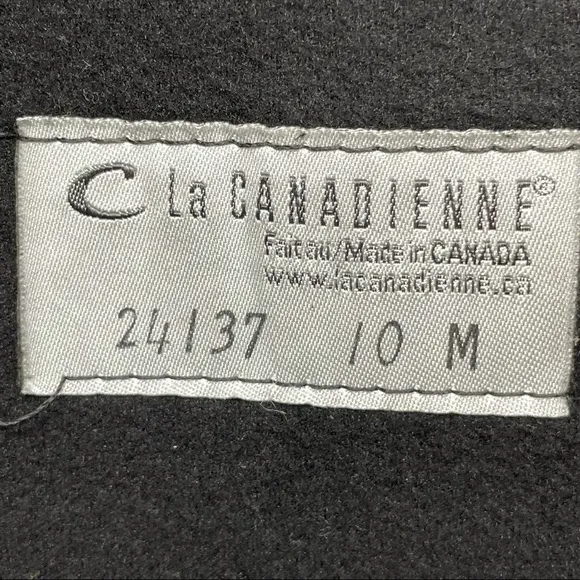 C La CANADIENNE®
Fait au/Made in CANADA
www.lacanadienne.ca
24137 10 M